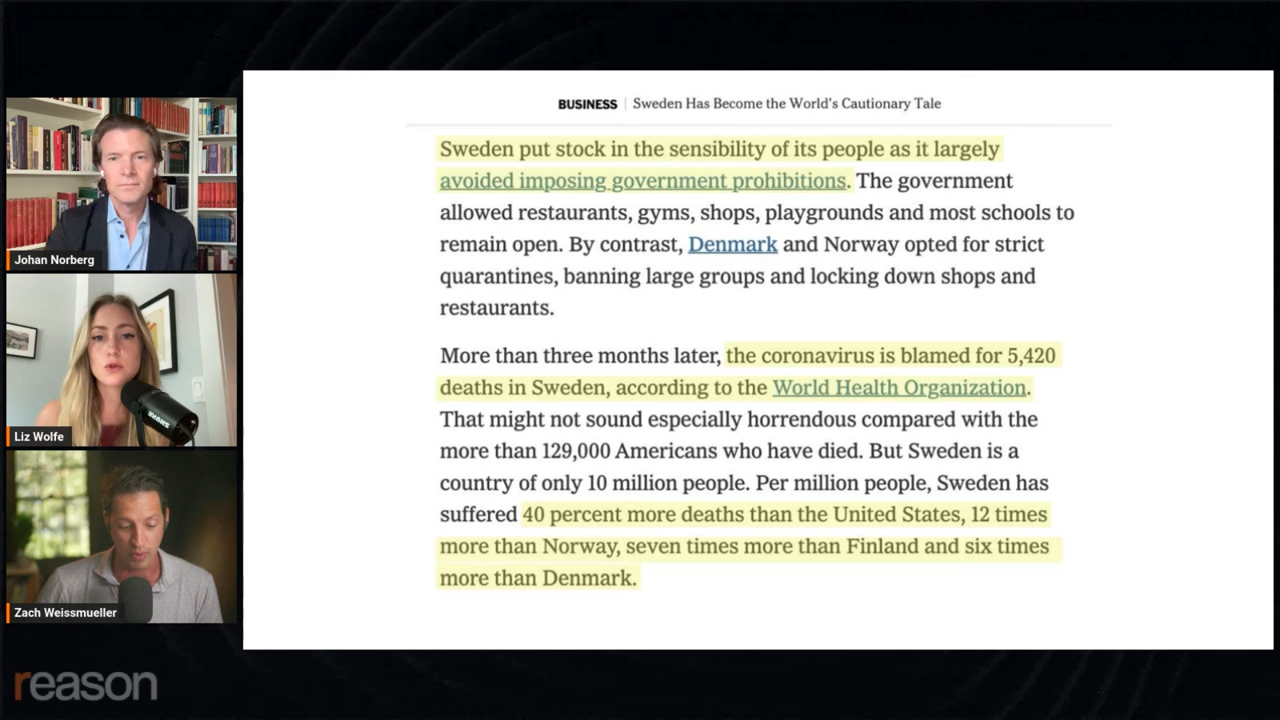 BUSINESS | Sweden Has Become the World's Cautionary Tale
Sweden put stock in the sensibility of its people as it largely
avoided imposing government prohibitions. The government
allowed restaurants, gyms, shops, playgrounds and most schools to
remain open. By contrast, Denmark and Norway opted for strict
quarantines, banning large groups and locking down shops and
restaurants.
More than three months later, the coronavirus is blamed for 5,420
deaths in Sweden, according to the World Health Organization.
That might not sound especially horrendous compared with the
more than 129,000 Americans who have died. But Sweden is a
country of only 10 million people. Per million people, Sweden has
suffered 40 percent more deaths than the United States, 12 times
more than Norway, seven times more than Finland and six times
more than Denmark.
Johan Norberg
Liz Wolfe
SHURE
Zach Weissmueller
reason